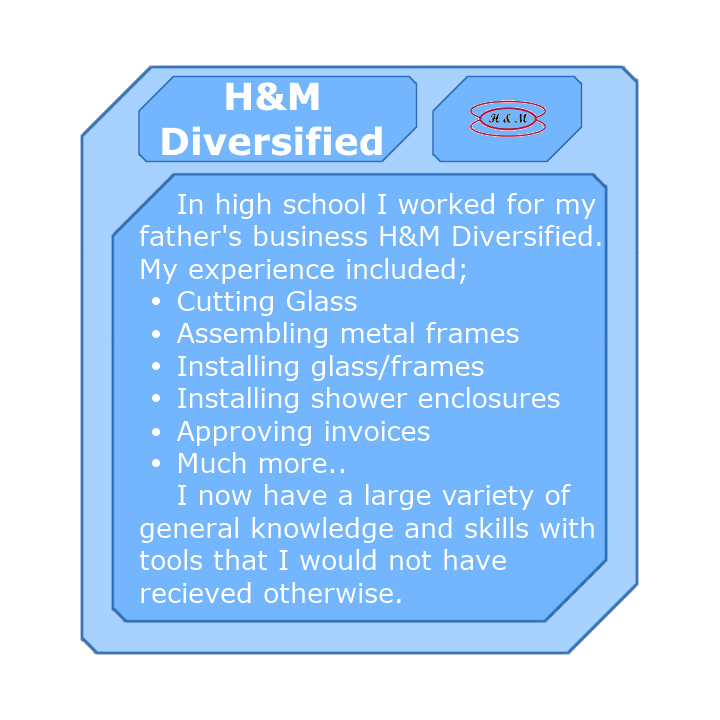 H&M
Diversified
H & M
In high school I worked for my
father's business H&M Diversified.
My experience included;
• Cutting Glass
• Assembling metal frames
• Installing glass/frames
• Installing shower enclosures
• Approving invoices
• Much more..
I now have a large variety of
general knowledge and skills with
tools that I would not have
recieved otherwise.